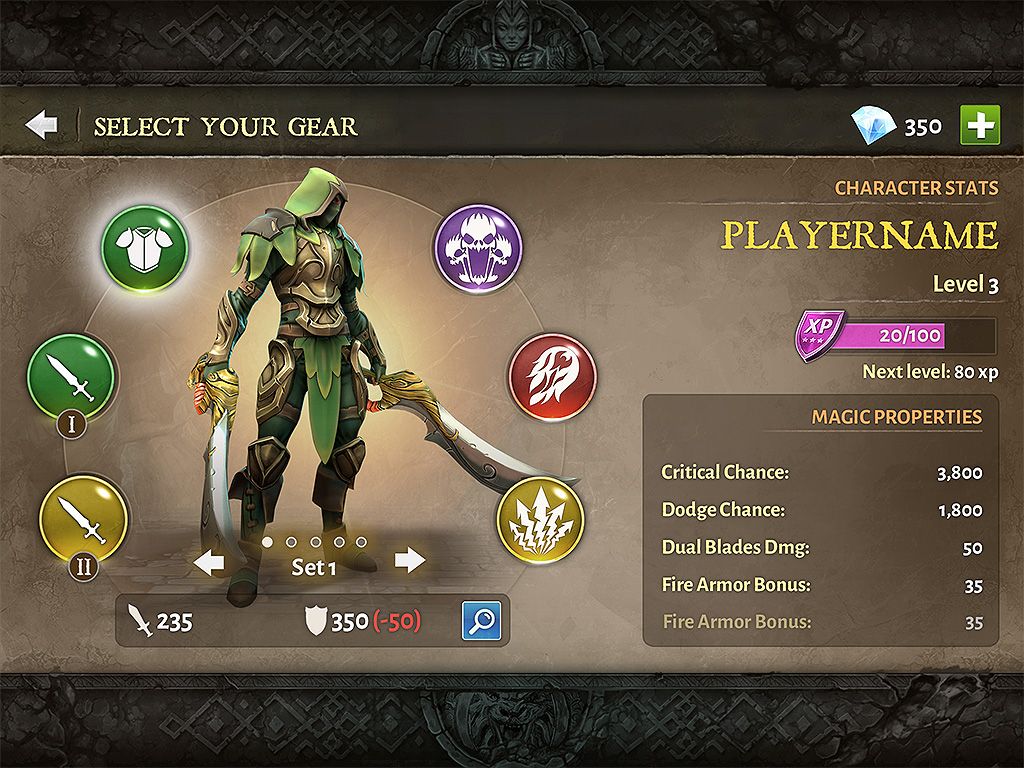 SELECT YOUR GEAR
350
CHARACTER STATS
PLAYERNAME
Level 3
XP
20/100
Next level: 80 xp
I
II
MAGIC PROPERTIES
Critical Chance: 3,800
Dodge Chance: 1,800
Dual Blades Dmg: 50
Fire Armor Bonus: 35
Fire Armor Bonus: 35
Set 1
235 350 (-50)